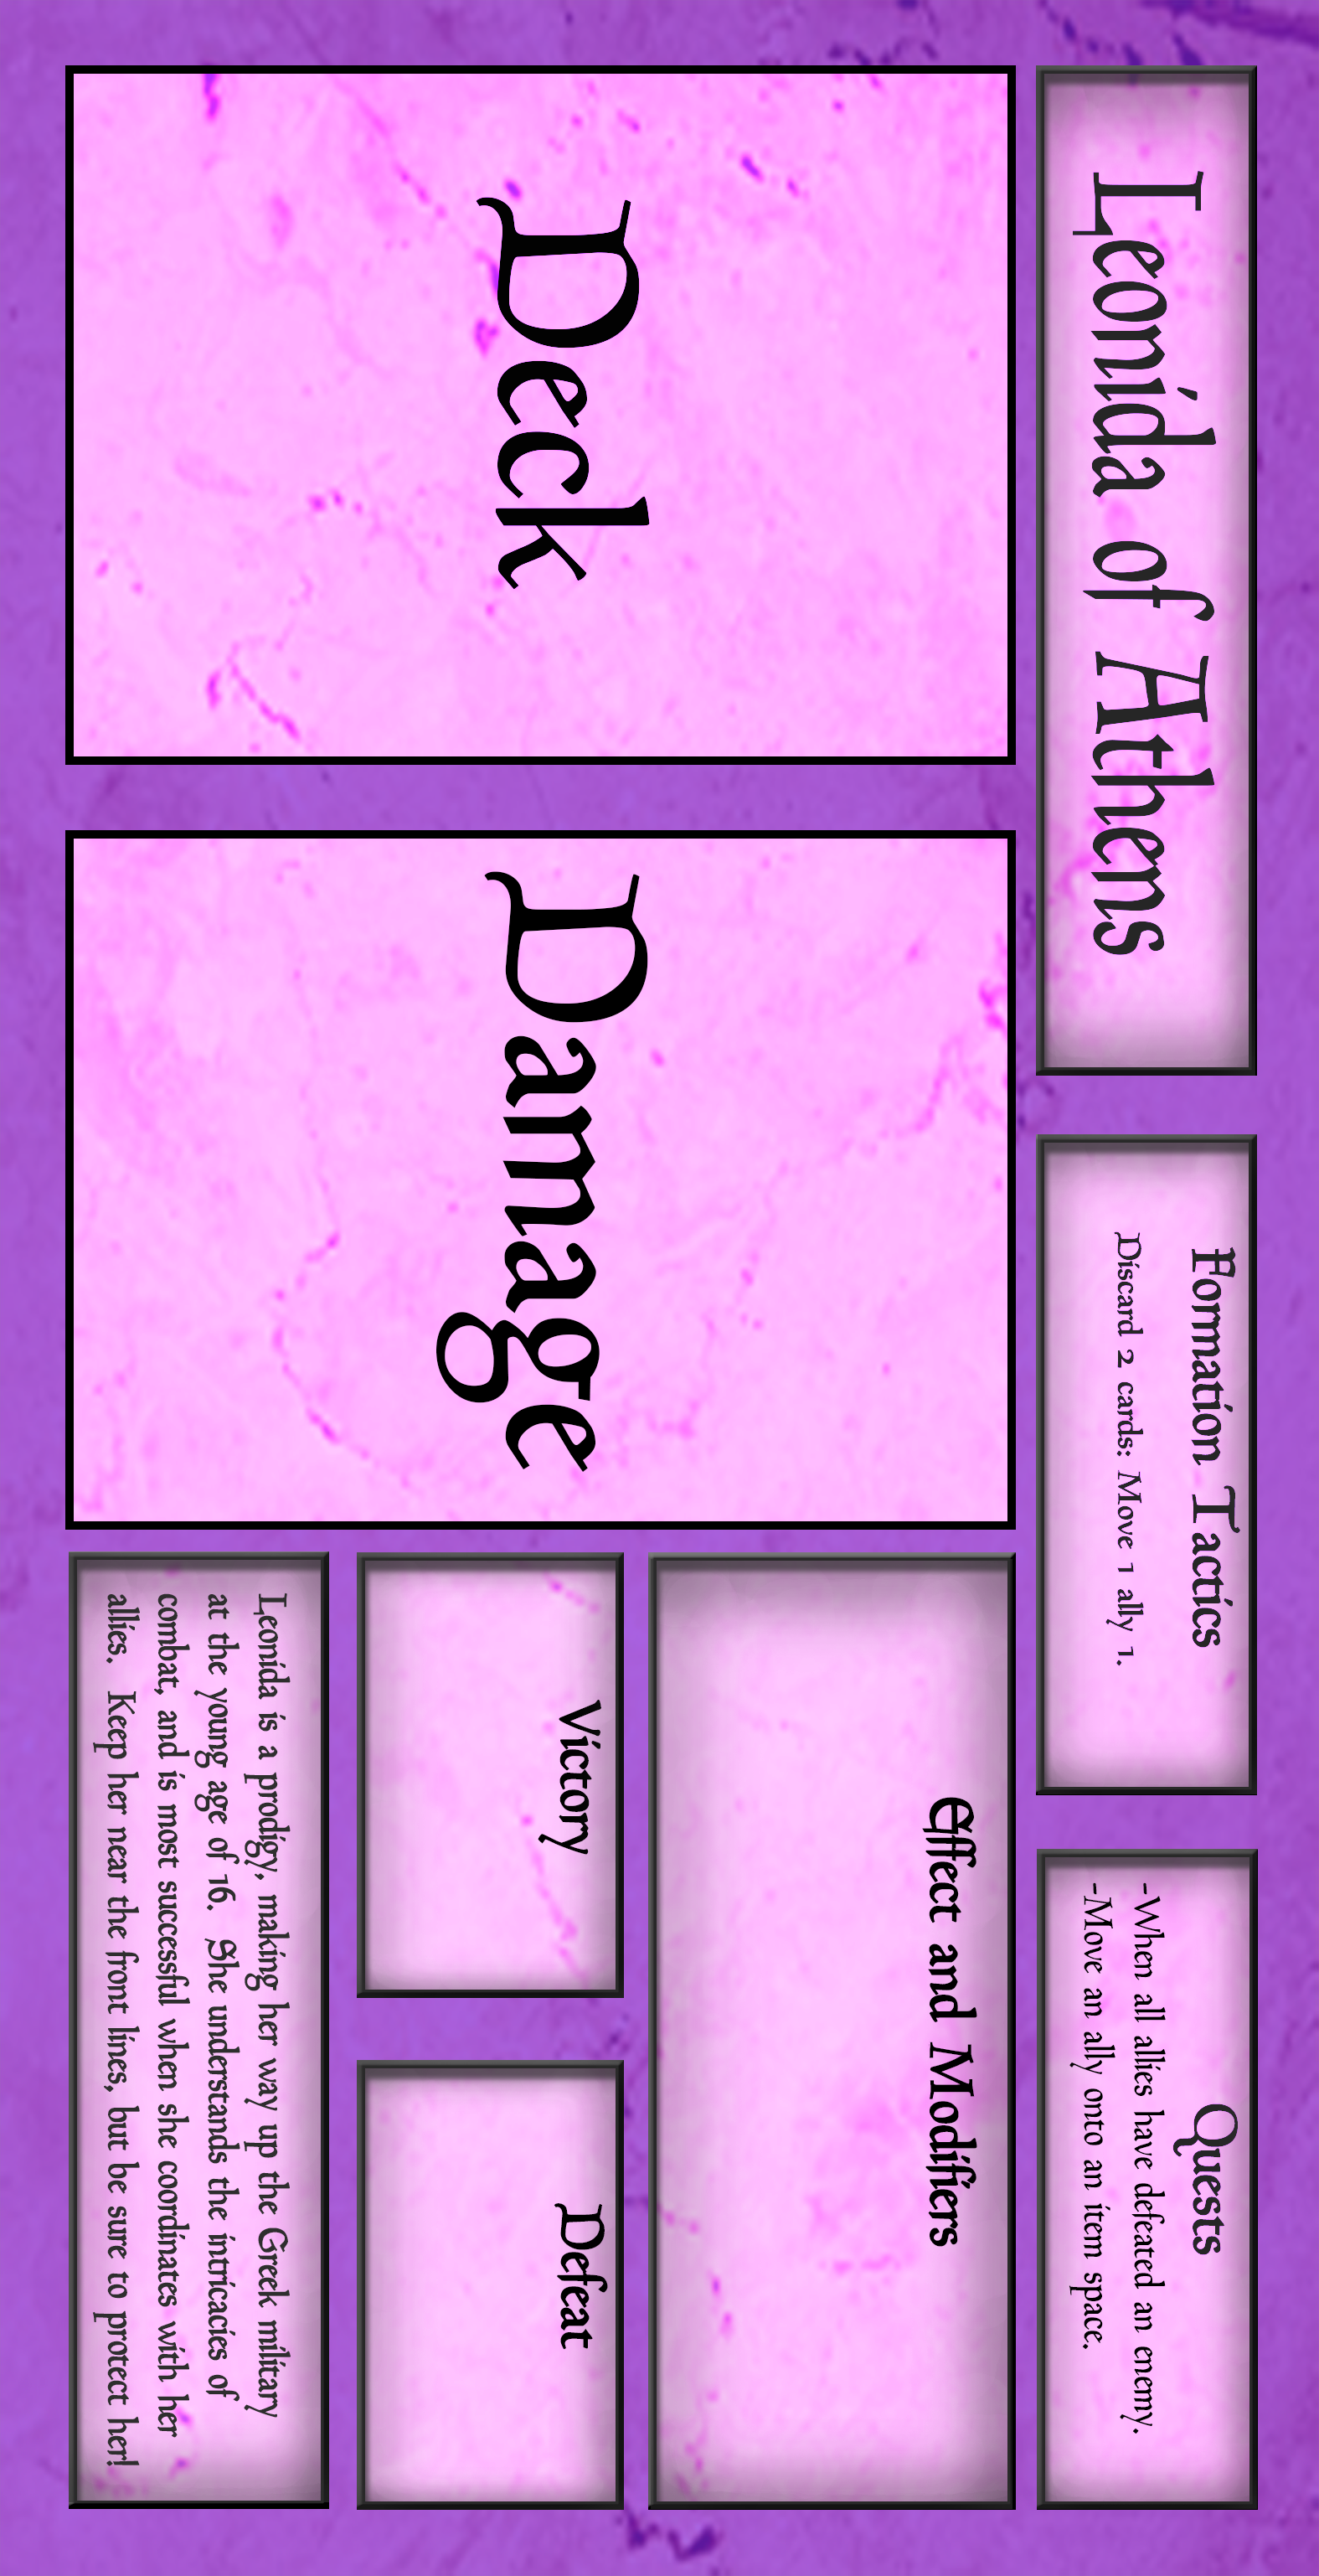 Leonida of Athens
Formation Tactics
Discard 2 cards: Move 1 ally 1.
Quests
-When all allies have defeated an enemy.
-Move an ally onto an item space.
Deck
Damage
Effect and Modifiers
Victory
Defeat
Leonida is a prodigy, making her way up the Greek military
at the young age of 16. She understands the intricacies of
combat, and is most successful when she coordinates with her
allies. Keep her near the front lines, but be sure to protect her!